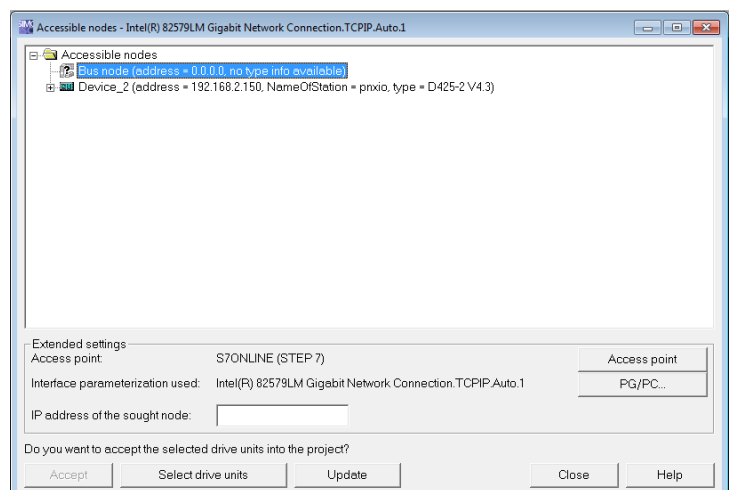 Accessible nodes - Intel(R) 82579LM Gigabit Network Connection.TCPIP.Auto.1
Accessible nodes
Bus node (address = 0.0.0.0, no type info available)
Device_2 (address = 192.168.2.150, NameOfStation = pnxio, type = D425-2 V4.3)
Extended settings
Access point: S7ONLINE (STEP 7) Access point
Interface parameterization used: Intel(R) 82579LM Gigabit Network Connection.TCPIP.Auto.1 PG/PC...
IP address of the sought node:
Do you want to accept the selected drive units into the project?
Accept Select drive units Update Close Help